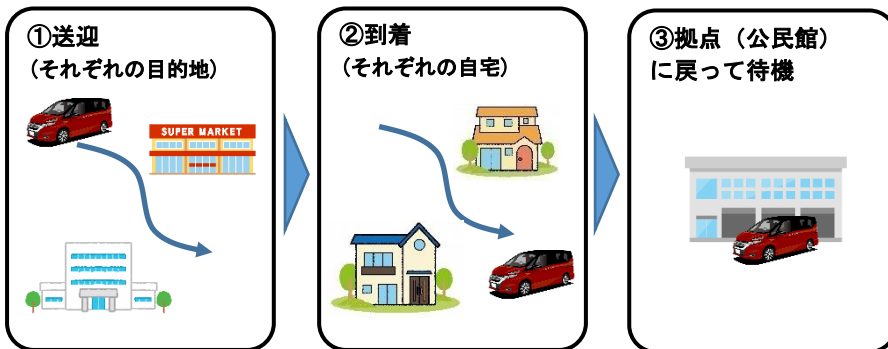 ①送迎
(それぞれの目的地)
SUPER MARKET
②到着
(それぞれの自宅)
③拠点（公民館）
に戻って待機